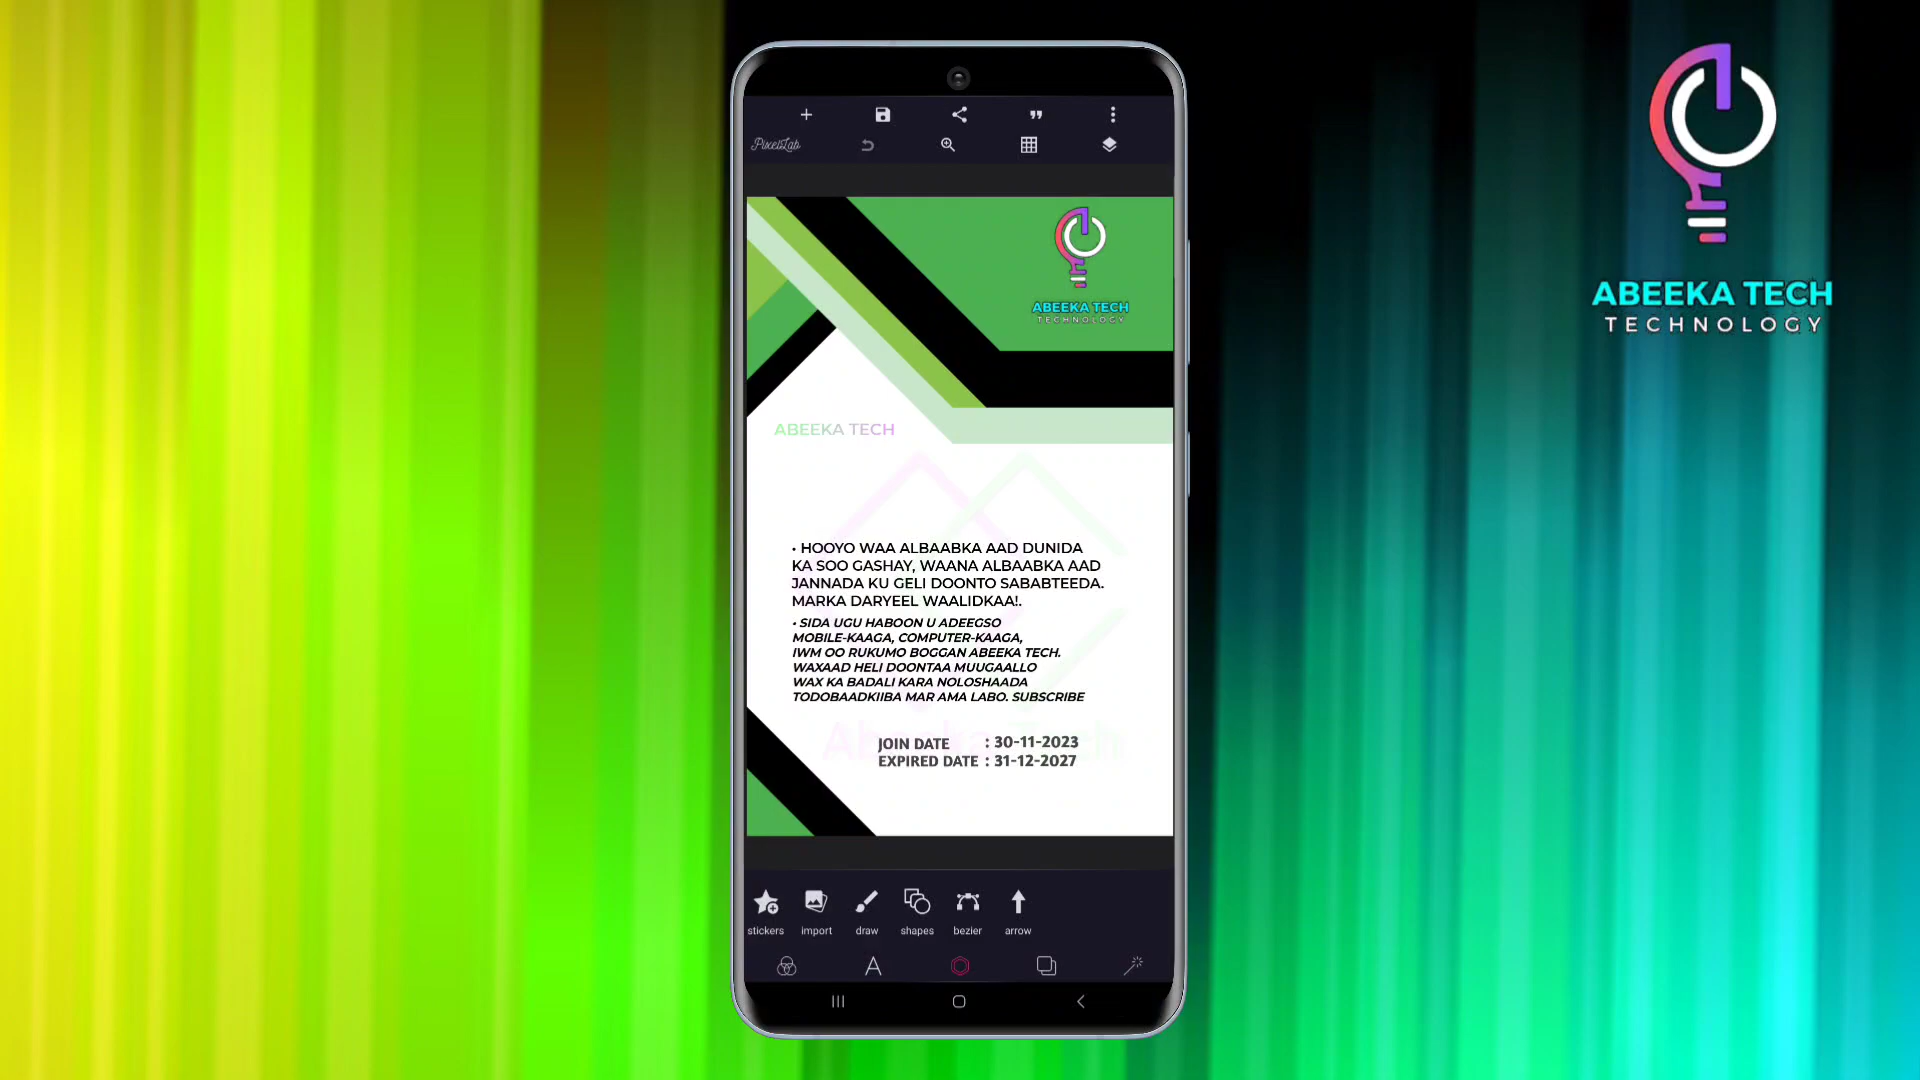 PixelLab
ABEEKA TECH
TECHNOLOGY
ABEEKA TECH
TECHNOLOGY
ABEEKA TECH
• HOOYO WAA ALBAABKA AAD DUNIDA
KA SOO GASHAY, WAANA ALBAABKA AAD
JANNADA KU GELI DOONTO SABABTEEDA.
MARKA DARYEEL WAALIDKAA!.
• SIDA UGU HABOON U ADEEGSO
MOBILE-KAAGA, COMPUTER-KAAGA,
IWM OO RUKUMO BOGGAN ABEEKA TECH.
WAXAAD HELI DOONTAA MUUGAALLO
WAX KA BADALI KARA NOLOSHAADA
TODOBAADKIIBA MAR AMA LABO. SUBSCRIBE
Abeeka Tech
JOIN DATE : 30-11-2023
EXPIRED DATE : 31-12-2027
stickers import draw shapes bezier arrow